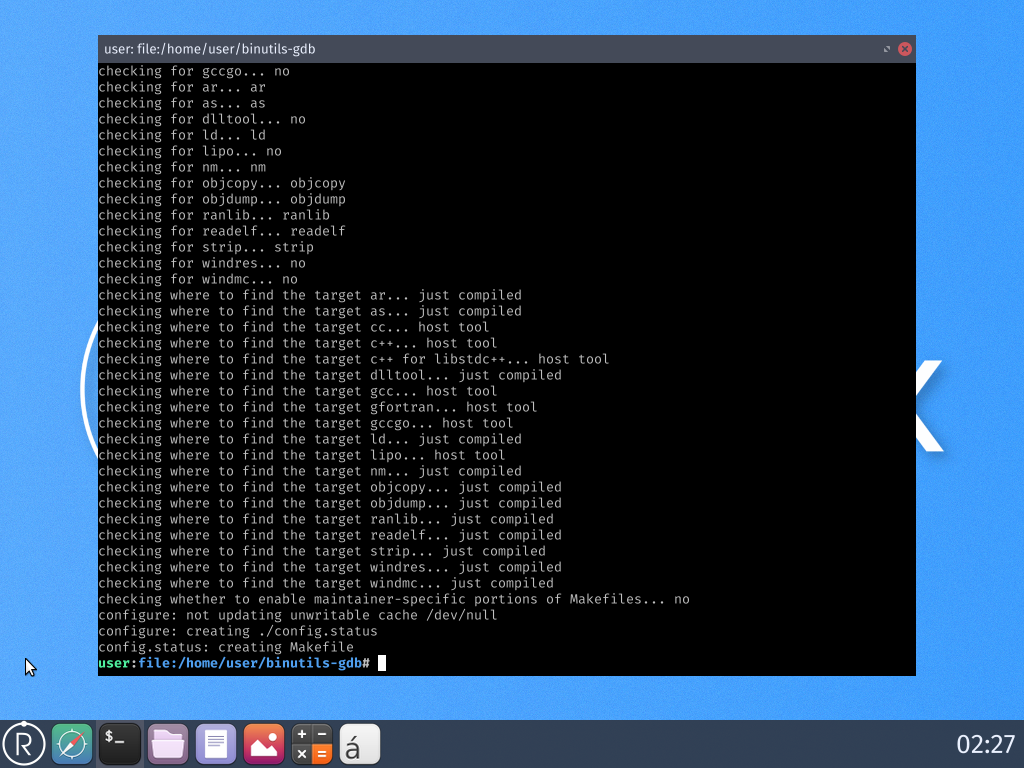 user: file:/home/user/binutils-gdb
checking for gccgo... no
checking for ar... ar
checking for as... as
checking for dlltool... no
checking for ld... ld
checking for lipo... no
checking for nm... nm
checking for objcopy... objcopy
checking for objdump... objdump
checking for ranlib... ranlib
checking for readelf... readelf
checking for strip... strip
checking for windres... no
checking for windmc... no
checking where to find the target ar... just compiled
checking where to find the target as... just compiled
checking where to find the target cc... host tool
checking where to find the target c++... host tool
checking where to find the target c++ for libstdc++... host tool
checking where to find the target dlltool... just compiled
checking where to find the target gcc... host tool
checking where to find the target gfortran... host tool
checking where to find the target gccgo... host tool
checking where to find the target ld... just compiled
checking where to find the target lipo... host tool
checking where to find the target nm... just compiled
checking where to find the target objcopy... just compiled
checking where to find the target objdump... just compiled
checking where to find the target ranlib... just compiled
checking where to find the target readelf... just compiled
checking where to find the target strip... just compiled
checking where to find the target windres... just compiled
checking where to find the target windmc... just compiled
checking whether to enable maintainer-specific portions of Makefiles... no
configure: not updating unwritable cache /dev/null
configure: creating ./config.status
config.status: creating Makefile
user:file:/home/user/binutils-gdb#
x
R $_ + − × = á 02:27